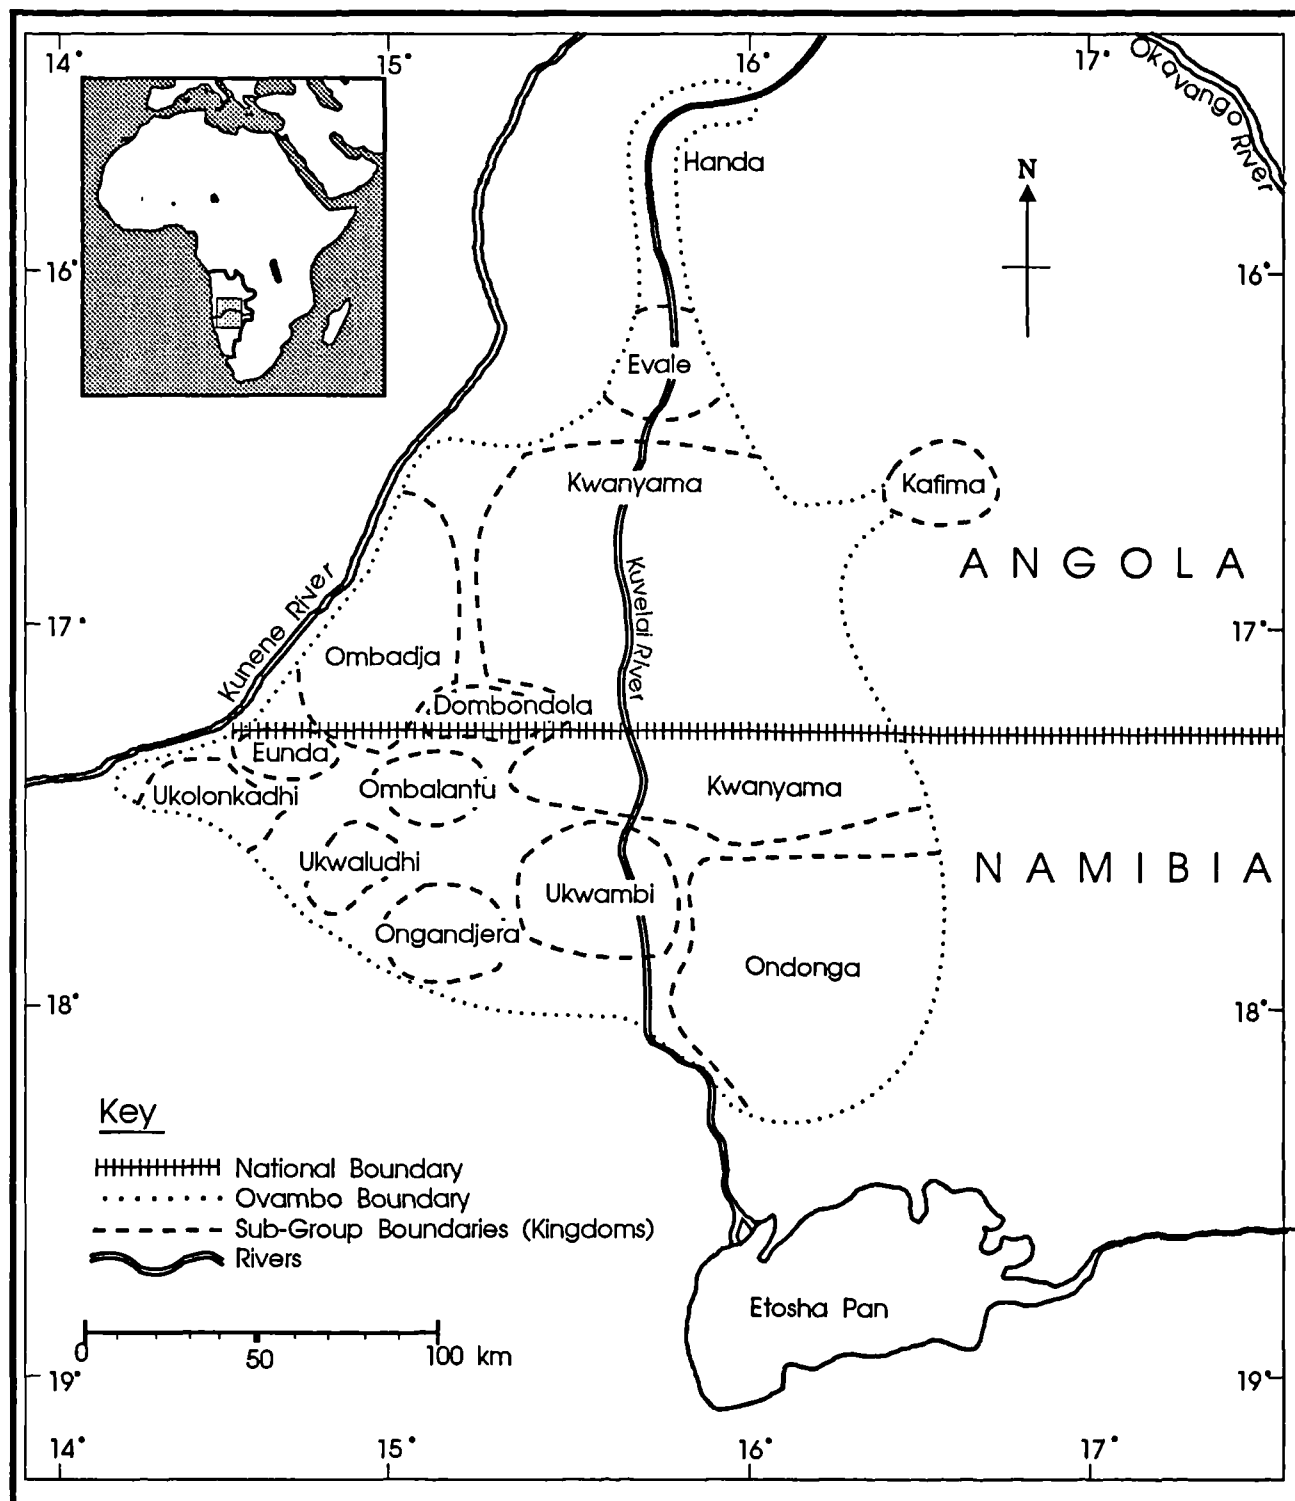 14° 15° 16° 17°
Okavango River
Handa
N
16° 16°
Evale
Kwanyama
Kafima
ANGOLA
Kuvelai River
Kunene River
17° 17°
Ombadja
Dombondola
Eunda
Ukolonkadhi
Ombalantu
Kwanyama
Ukwaludhi
NAMIBIA
Ukwambi
Ongandjera
Ondonga
18° 18°
Key
National Boundary
Ovambo Boundary
Sub-Group Boundaries (Kingdoms)
Rivers
Etosha Pan
0 50 100 km
19° 19°
14° 15° 16° 17°